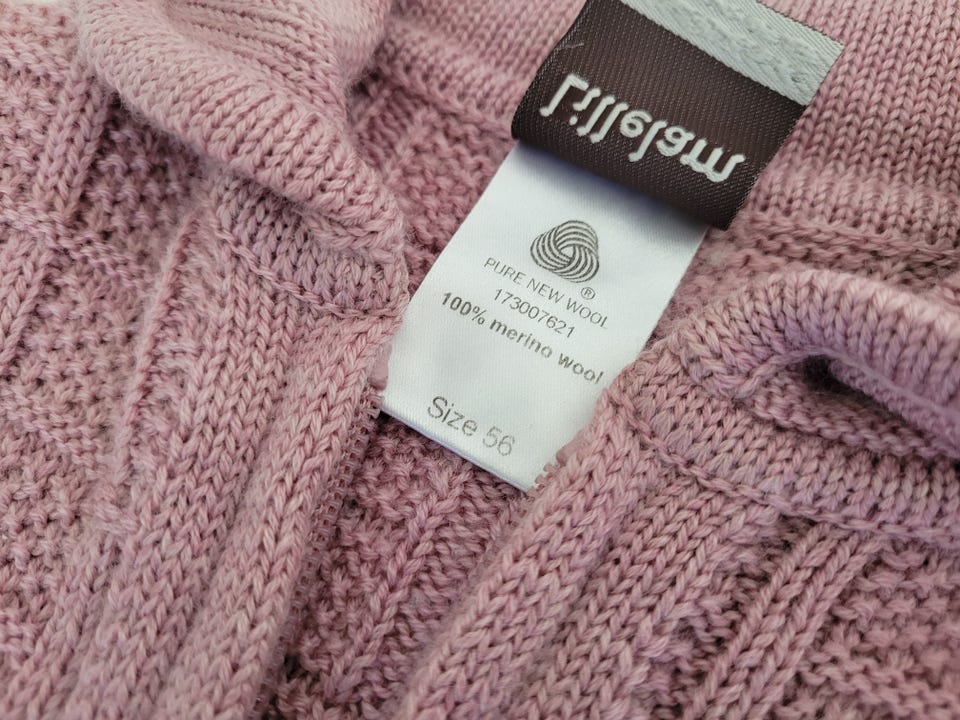 Lillelam
®
PURE NEW WOOL
173007621
100% merino wool
Size 56